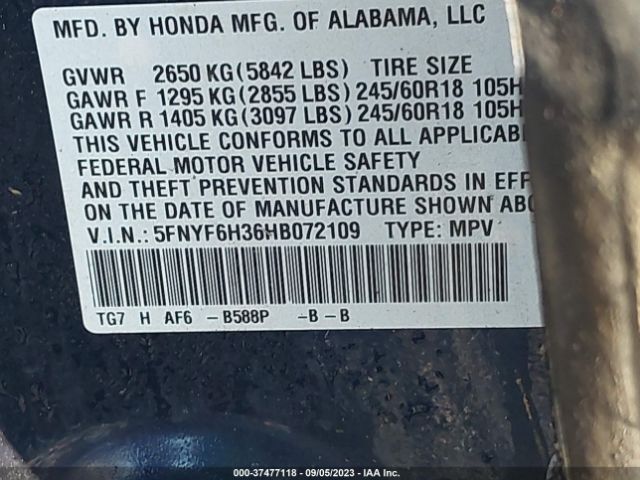 MFD. BY HONDA MFG. OF ALABAMA, LLC
GVWR 2650 KG (5842 LBS) TIRE SIZE
GAWR F 1295 KG (2855 LBS) 245/60R18 105H
GAWR R 1405 KG (3097 LBS) 245/60R18 105H
THIS VEHICLE CONFORMS TO ALL APPLICABL
FEDERAL MOTOR VEHICLE SAFETY
AND THEFT PREVENTION STANDARDS IN EFF
ON THE DATE OF MANUFACTURE SHOWN ABO
V.I.N.: 5FNYF6H36HB072109 TYPE: MPV
TG7 H AF6 - B588P - B - B
000-37477118 - 09/05/2023 - IAA Inc.